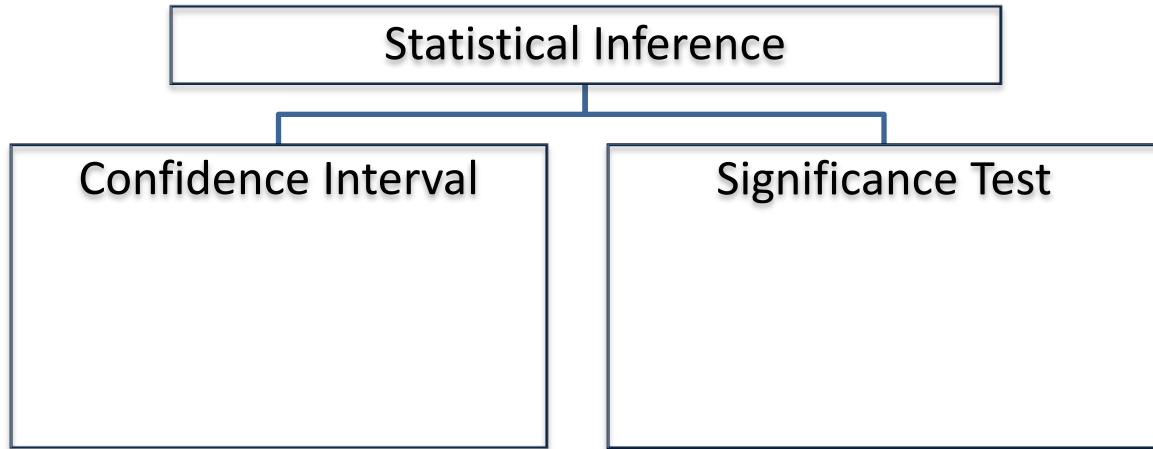 Statistical Inference
Confidence Interval
Significance Test